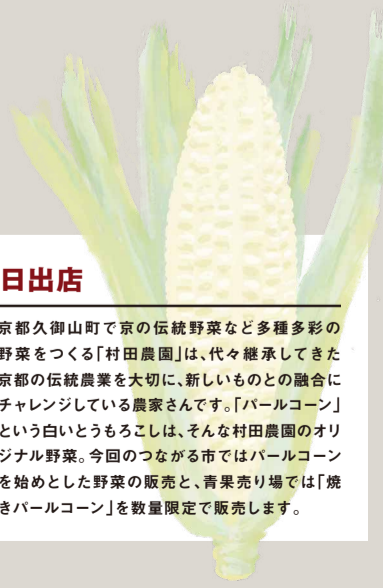 日出店
京都久御山町で京の伝統野菜など多種多彩の
野菜をつくる「村田農園」は、代々継承してきた
京都の伝統農業を大切に、新しいものとの融合に
チャレンジしている農家さんです。「パールコーン」
という白いとうもろこしは、そんな村田農園のオリ
ジナル野菜。今回のつながる市ではパールコーン
を始めとした野菜の販売と、青果売り場では「焼
きパールコーン」を数量限定で販売します。